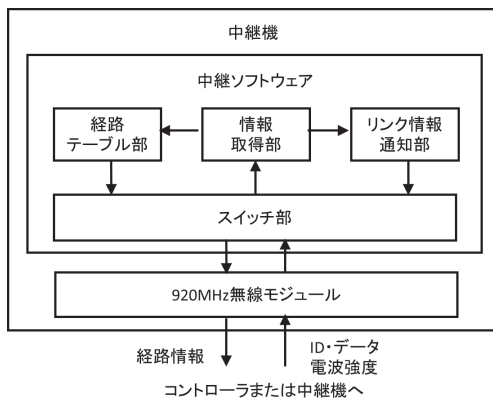 中継機
中継ソフトウェア
経路
テーブル部
情報
取得部
リンク情報
通知部
スイッチ部
920MHz無線モジュール
経路情報
ID・データ
電波強度
コントローラまたは中継機へ